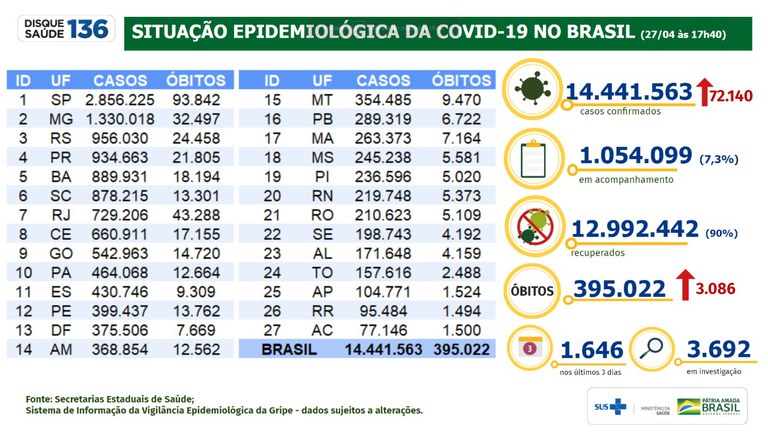 DISQUE
SAÚDE 136
SITUAÇÃO EPIDEMIOLÓGICA DA COVID-19 NO BRASIL (27/04 às 17h40)
ID UF CASOS ÓBITOS
1 SP 2.856.225 93.842
2 MG 1.330.018 32.497
3 RS 956.030 24.458
4 PR 934.663 21.805
5 BA 889.931 18.194
6 SC 878.215 13.301
7 RJ 729.206 43.288
8 CE 660.911 17.155
9 GO 542.963 14.720
10 PA 464.068 12.664
11 ES 430.746 9.309
12 PE 399.437 13.762
13 DF 375.506 7.669
14 AM 368.854 12.562
ID UF CASOS ÓBITOS
15 MT 354.485 9.470
16 PB 289.319 6.722
17 MA 263.373 7.164
18 MS 245.238 5.581
19 PI 236.596 5.020
20 RN 219.748 5.373
21 RO 210.623 5.109
22 SE 198.743 4.192
23 AL 171.648 4.159
24 TO 157.616 2.488
25 AP 104.771 1.524
26 RR 95.484 1.494
27 AC 77.146 1.500
BRASIL 14.441.563 395.022
14.441.563 72.140
casos confirmados
1.054.099 (7,3%)
em acompanhamento
12.992.442 (90%)
recuperados
ÓBITOS 395.022 3.086
3 1.646
nos últimos 3 dias
3.692
em investigação
Fonte: Secretarias Estaduais de Saúde;
Sistema de Informação da Vigilância Epidemiológica da Gripe - dados sujeitos a alterações.
SUS
MINISTÉRIO DA
SAÚDE
PÁTRIA AMADA
BRASIL
GOVERNO FEDERAL